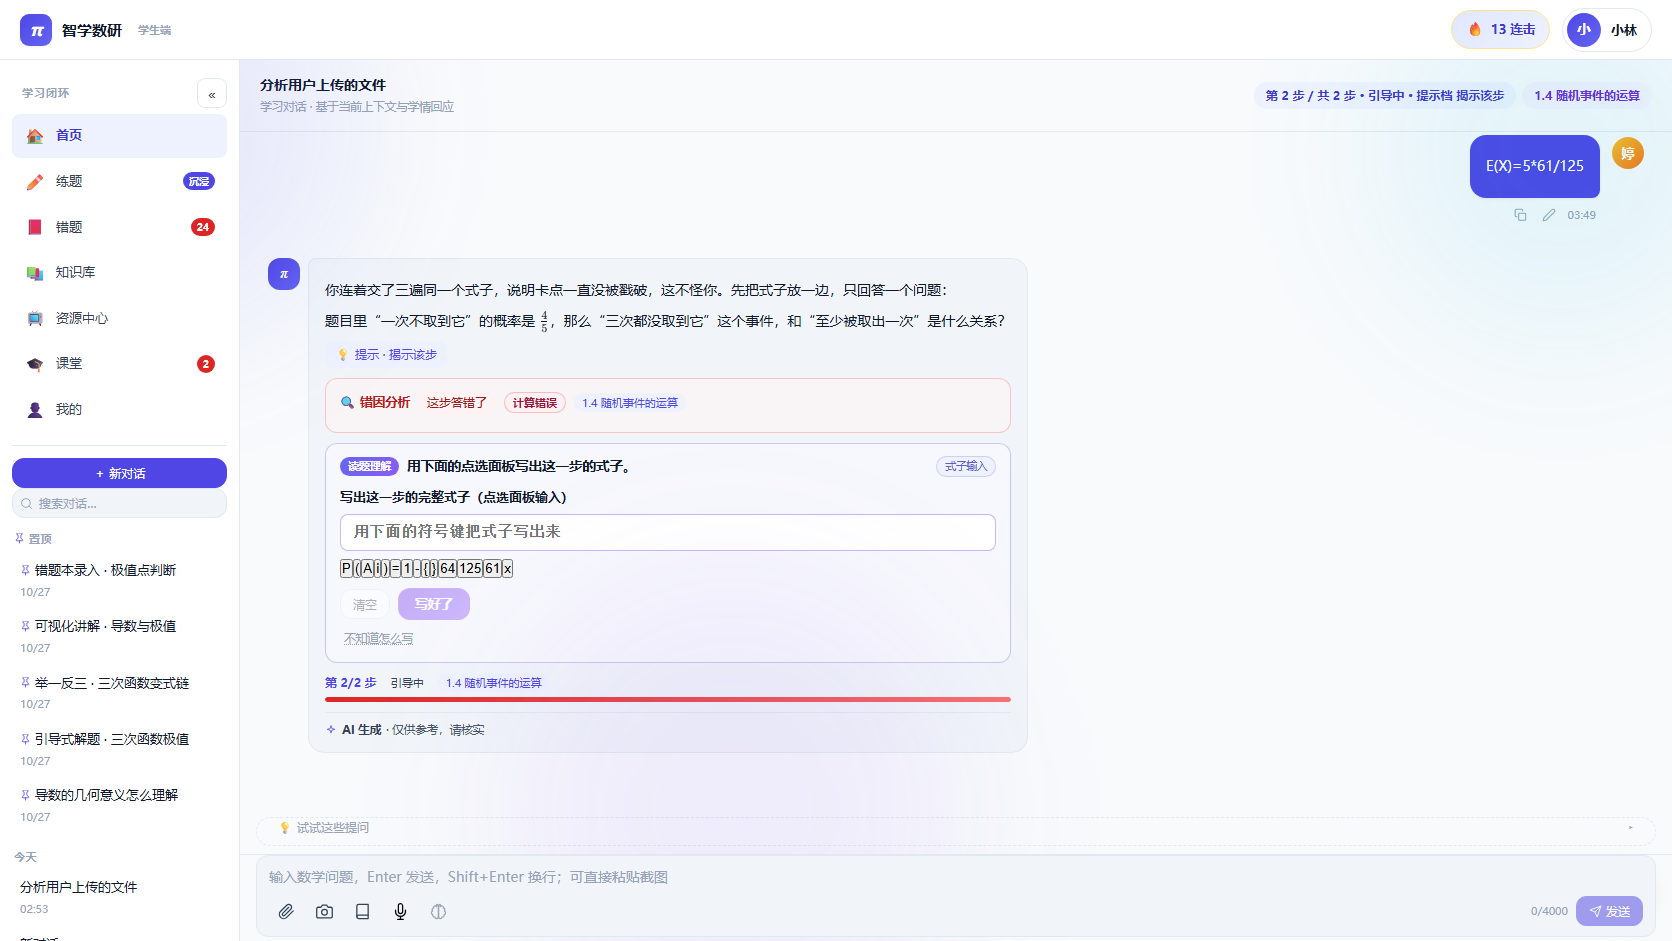 π 智学数研 学生端
13 连击
小 小林
学习闭环 «
首页
练题 沉浸
错题 24
知识库
资源中心
课堂 2
我的
+ 新对话
搜索对话...
置顶
错题本录入 · 极值点判断
10/27
可视化讲解 · 导数与极值
10/27
举一反三 · 三次函数变式链
10/27
引导式解题 · 三次函数极值
10/27
导数的几何意义怎么理解
10/27
今天
分析用户上传的文件
02:53
新对话
分析用户上传的文件
学习对话 · 基于当前上下文与学情回应
第 2 步 / 共 2 步 • 引导中 • 提示档 揭示该步
1.4 随机事件的运算
E(X)=5*61/125
婷
03:49
π
你连着交了三遍同一个式子，说明卡点一直没被戳破，这不怪你。先把式子放一边，只回答一个问题：
题目里“一次不取到它”的概率是 4/5，那么“三次都没取到它”这个事件，和“至少被取出一次”是什么关系？
提示 · 揭示该步
错因分析 这步答错了 计算错误 1.4 随机事件的运算
读题理解 用下面的点选面板写出这一步的式子。 式子输入
写出这一步的完整式子（点选面板输入）
用下面的符号键把式子写出来
P ( A i ) = 1 - { } 64 125 61 x
清空 写好了
不知道怎么写
第 2/2 步 引导中 1.4 随机事件的运算
AI 生成 · 仅供参考，请核实
试试这些提问
输入数学问题，Enter 发送，Shift+Enter 换行；可直接粘贴截图
0/4000 发送